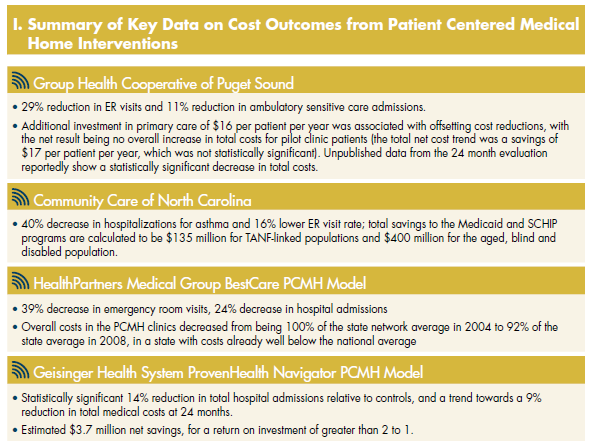 I. Summary of Key Data on Cost Outcomes from Patient Centered Medical
Home Interventions
Group Health Cooperative of Puget Sound
• 29% reduction in ER visits and 11% reduction in ambulatory sensitive care admissions.
• Additional investment in primary care of $16 per patient per year was associated with offsetting cost reductions, with
the net result being no overall increase in total costs for pilot clinic patients (the total net cost trend was a savings of
$17 per patient per year, which was not statistically significant). Unpublished data from the 24 month evaluation
reportedly show a statistically significant decrease in total costs.
Community Care of North Carolina
• 40% decrease in hospitalizations for asthma and 16% lower ER visit rate; total savings to the Medicaid and SCHIP
programs are calculated to be $135 million for TANF-linked populations and $400 million for the aged, blind and
disabled population.
HealthPartners Medical Group BestCare PCMH Model
• 39% decrease in emergency room visits, 24% decrease in hospital admissions
• Overall costs in the PCMH clinics decreased from being 100% of the state network average in 2004 to 92% of the
state average in 2008, in a state with costs already well below the national average
Geisinger Health System ProvenHealth Navigator PCMH Model
• Statistically significant 14% reduction in total hospital admissions relative to controls, and a trend towards a 9%
reduction in total medical costs at 24 months.
• Estimated $3.7 million net savings, for a return on investment of greater than 2 to 1.